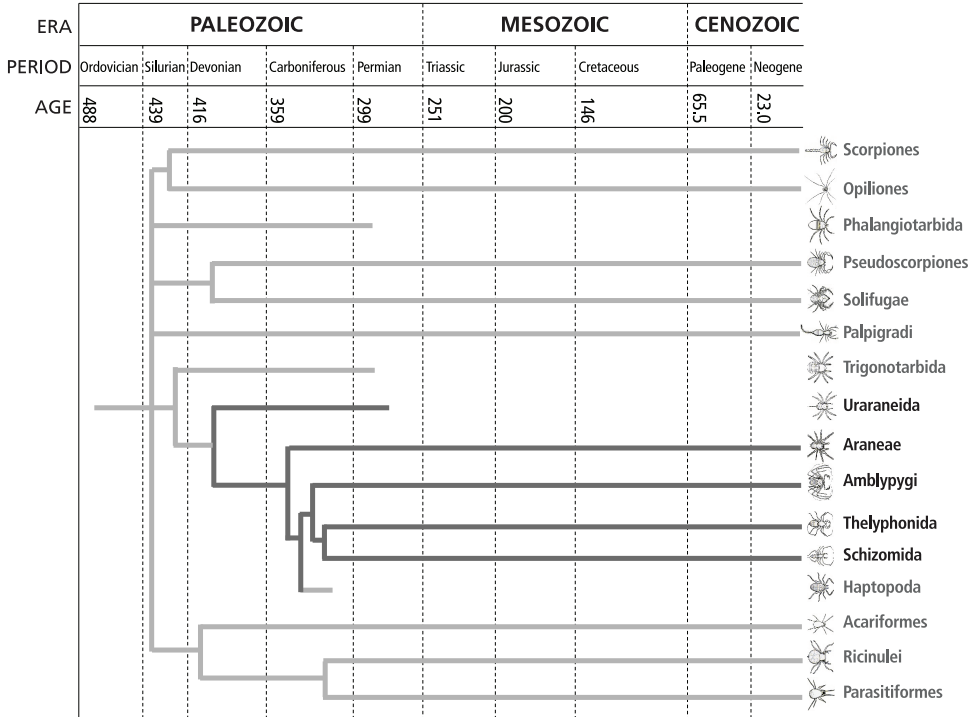 ERA PALEOZOIC MESOZOIC CENOZOIC
PERIOD Ordovician Silurian Devonian Carboniferous Permian Triassic Jurassic Cretaceous Paleogene Neogene
AGE 488 439 416 359 299 251 200 146 65.5 23.0
Scorpiones
Opiliones
Phalangiotarbida
Pseudoscorpiones
Solifugae
Palpigradi
Trigonotarbida
Uraraneida
Araneae
Amblypygi
Thelyphonida
Schizomida
Haptopoda
Acariformes
Ricinulei
Parasitiformes